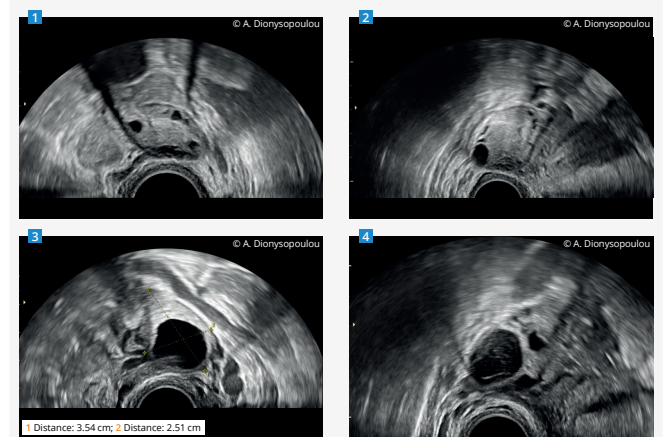 1
© A. Dionysopoulou
2
© A. Dionysopoulou
3
© A. Dionysopoulou
1 Distance: 3.54 cm; 2 Distance: 2.51 cm
4
© A. Dionysopoulou